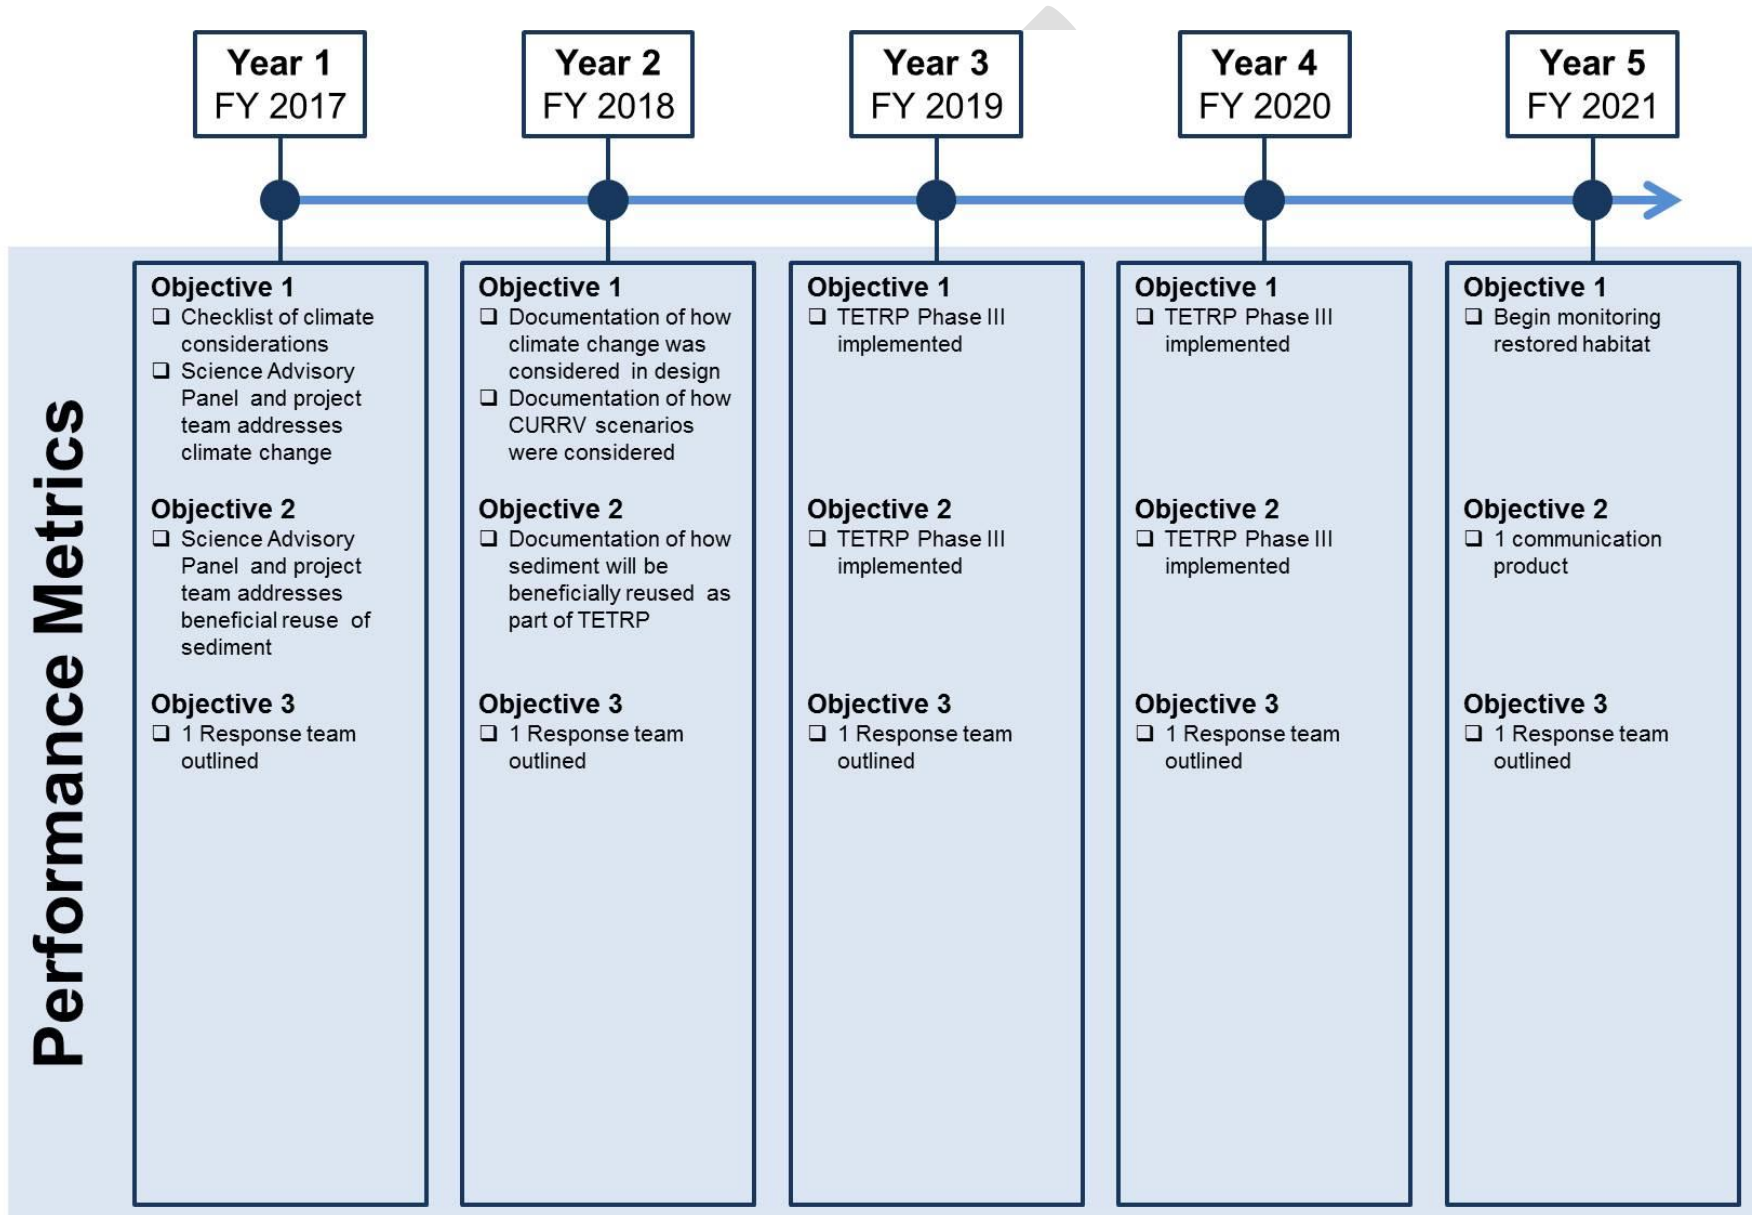 Year 1
FY 2017
Year 2
FY 2018
Year 3
FY 2019
Year 4
FY 2020
Year 5
FY 2021
Performance Metrics
Objective 1
❑ Checklist of climate
considerations
❑ Science Advisory
Panel and project
team addresses
climate change
Objective 2
❑ Science Advisory
Panel and project
team addresses
beneficial reuse of
sediment
Objective 3
❑ 1 Response team
outlined
Objective 1
❑ Documentation of how
climate change was
considered in design
❑ Documentation of how
CURRV scenarios
were considered
Objective 2
❑ Documentation of how
sediment will be
beneficially reused as
part of TETRP
Objective 3
❑ 1 Response team
outlined
Objective 1
❑ TETRP Phase III
implemented
Objective 2
❑ TETRP Phase III
implemented
Objective 3
❑ 1 Response team
outlined
Objective 1
❑ TETRP Phase III
implemented
Objective 2
❑ TETRP Phase III
implemented
Objective 3
❑ 1 Response team
outlined
Objective 1
❑ Begin monitoring
restored habitat
Objective 2
❑ 1 communication
product
Objective 3
❑ 1 Response team
outlined